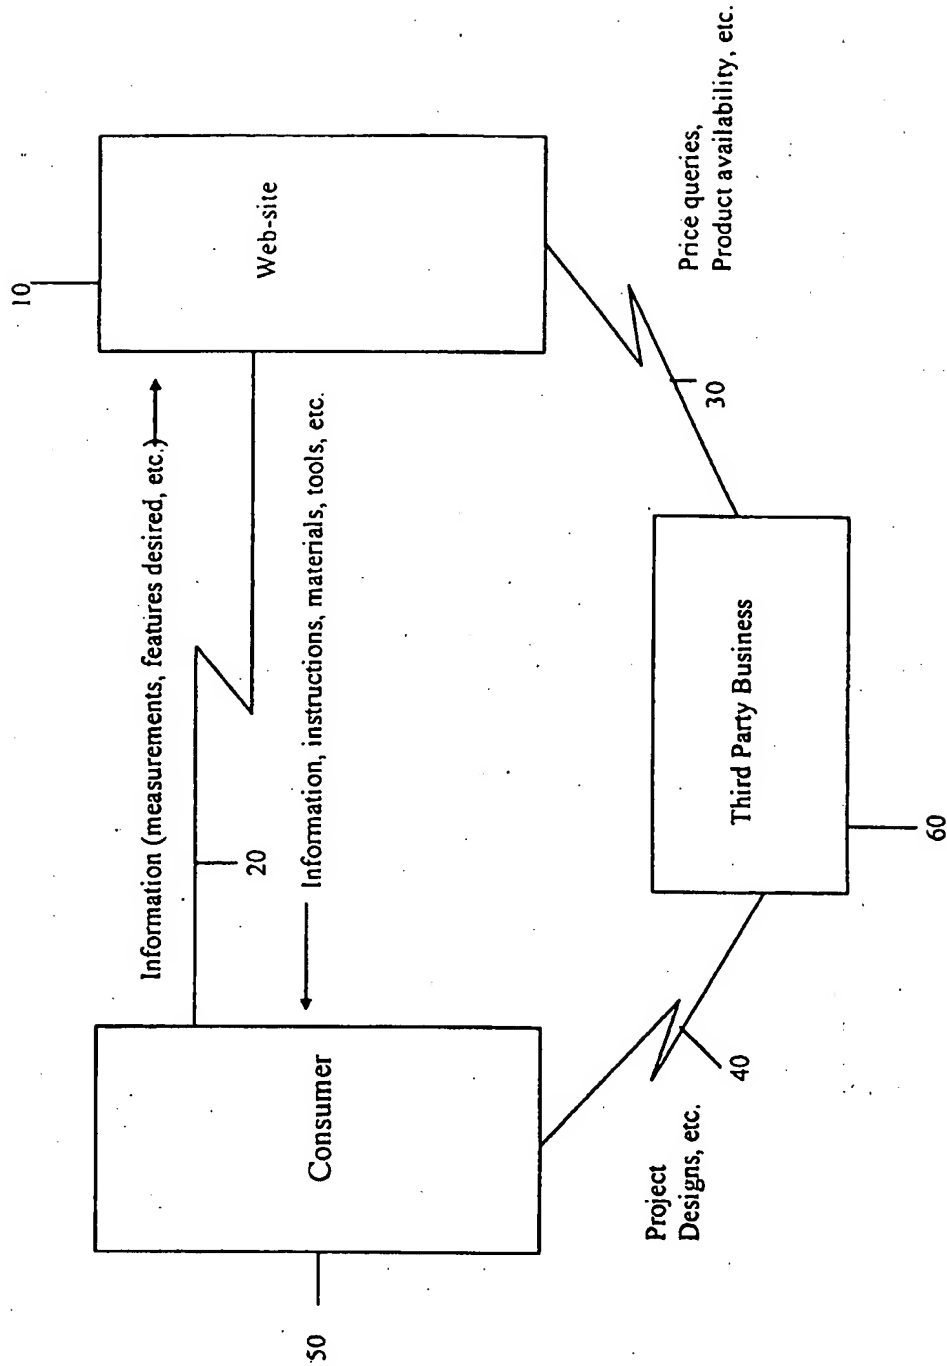 Information (measurements, features desired, etc.)
10
Web-site
20
Information, instructions, materials, tools, etc.
50
Consumer
Project
Designs, etc.
40
Third Party Business
60
30
Price queries,
Product availability, etc.